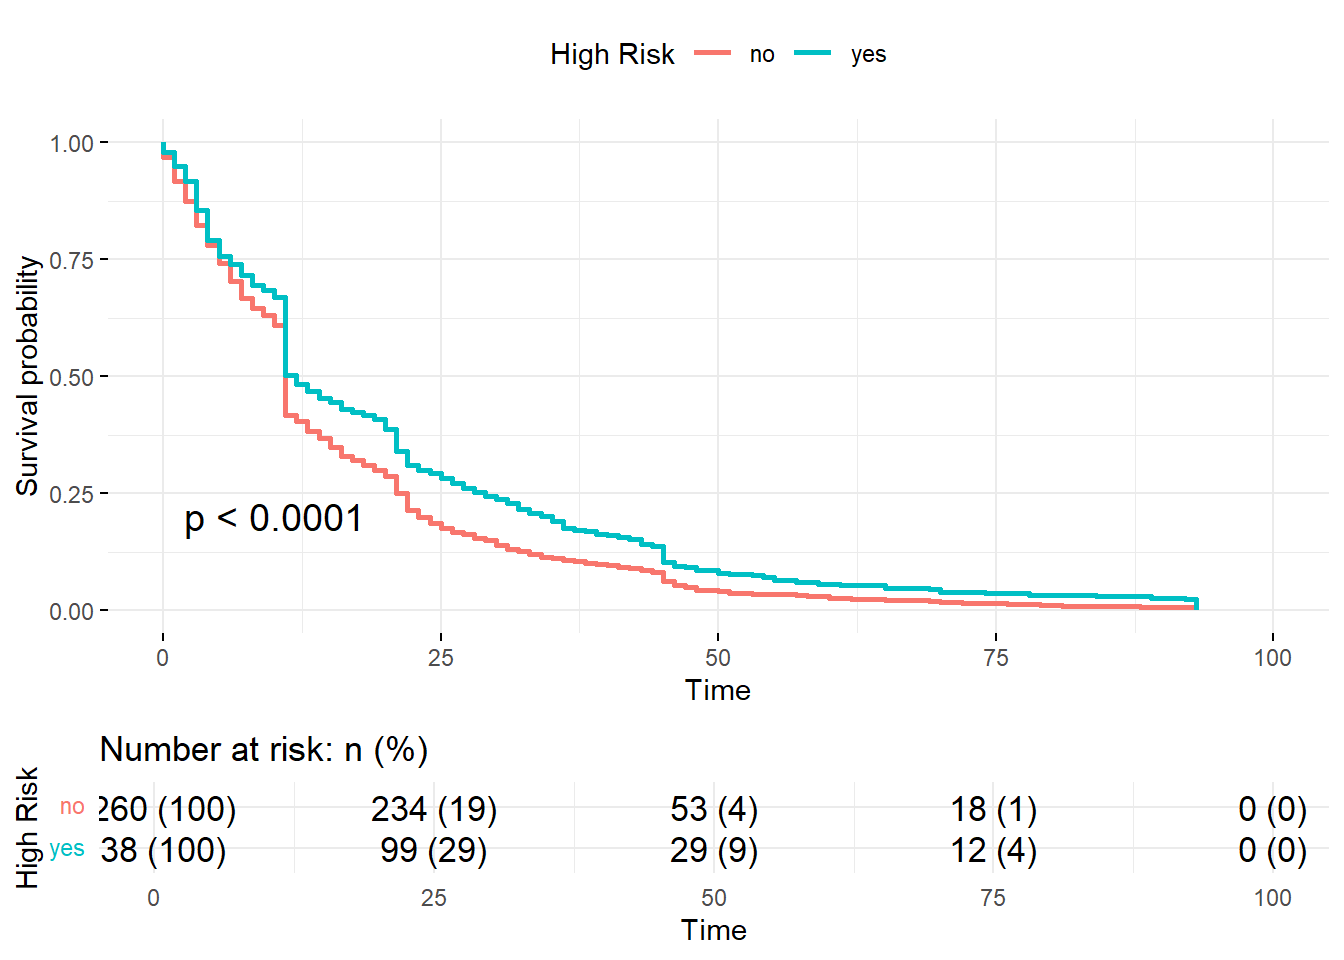 High Risk no yes
1.00
0.75
0.50
0.25
0.00
Survival probability
p < 0.0001
0 25 50 75 100
Time
Number at risk: n (%)
High Risk
no 260 (100) 234 (19) 53 (4) 18 (1) 0 (0)
yes 38 (100) 99 (29) 29 (9) 12 (4) 0 (0)
0 25 50 75 100
Time